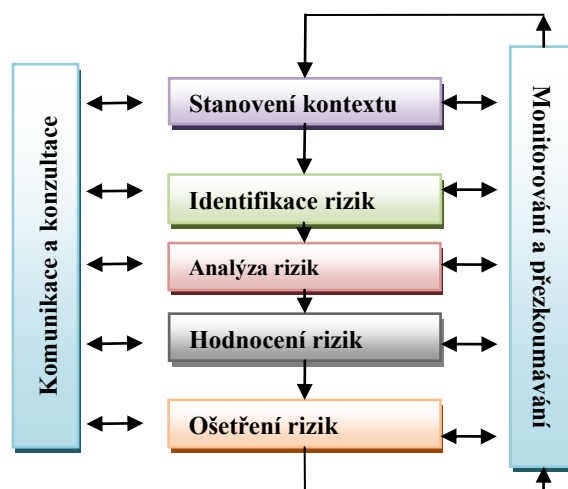 Komunikace a konzultace
Stanovení kontextu
Identifikace rizik
Analýza rizik
Hodnocení rizik
Ošetření rizik
Monitorování a přezkoumávání